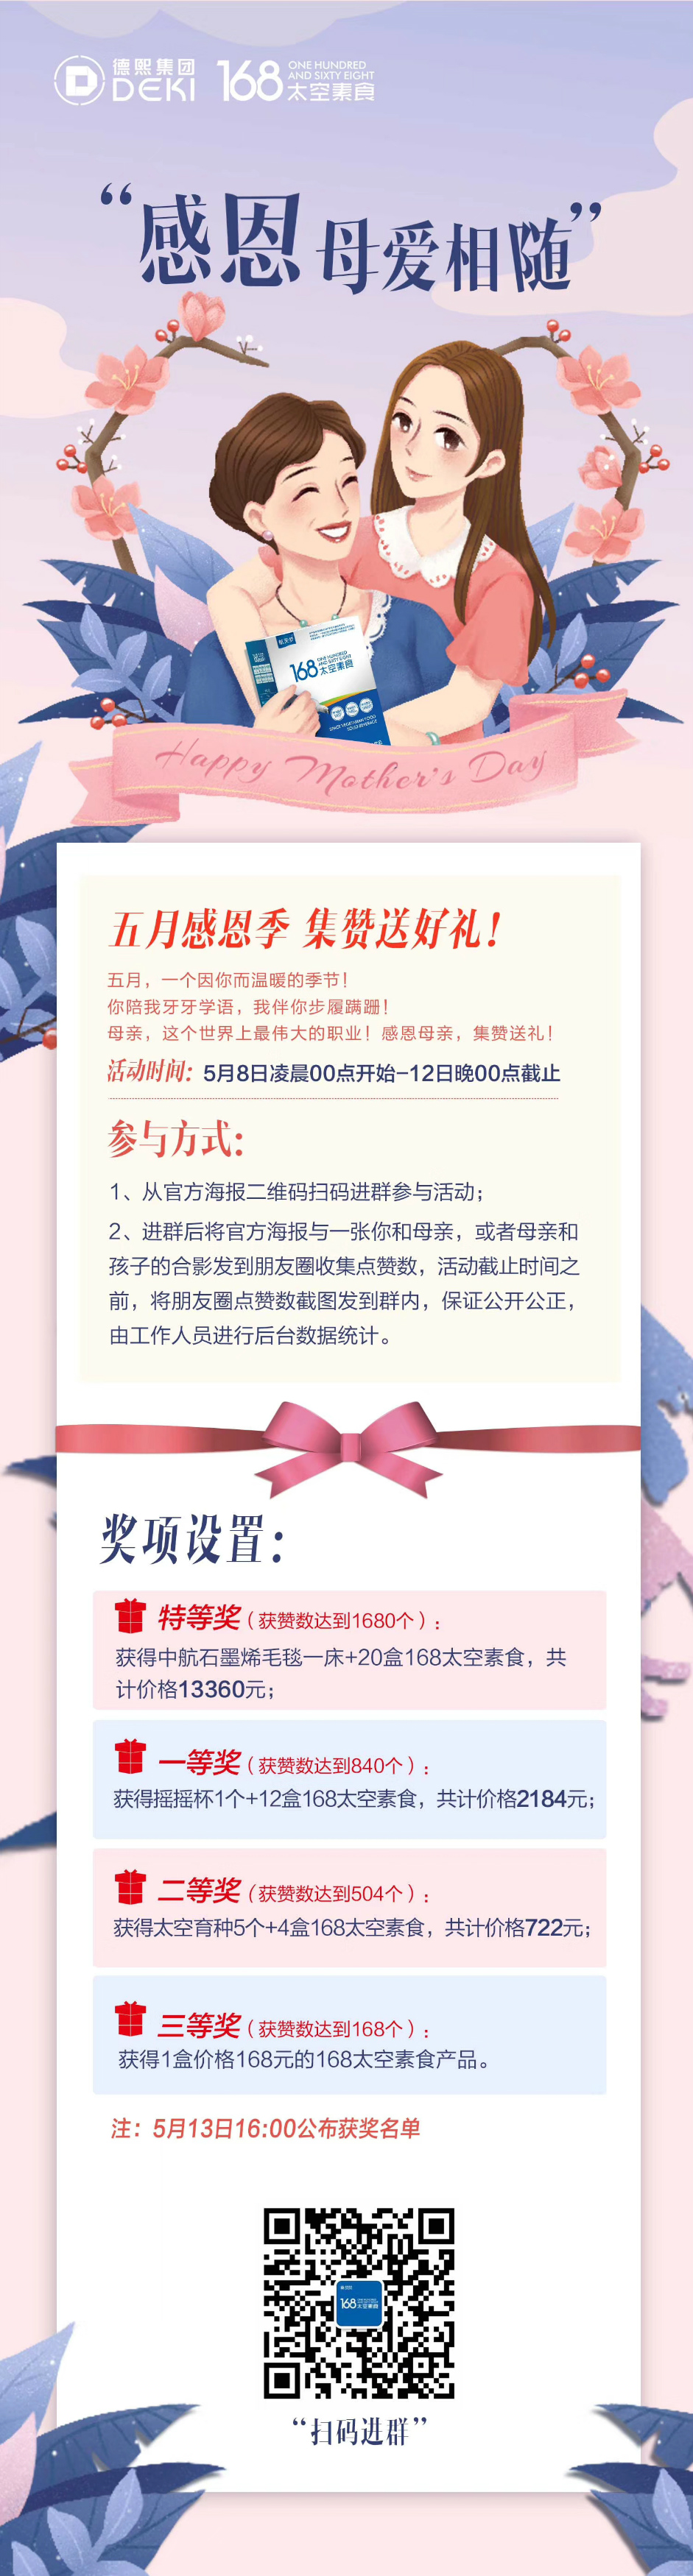 德熙集团
DEKI
168
ONE HUNDRED
AND SIXTY EIGHT
太空素食
“感恩母爱相随”
168
ONE HUNDRED
AND SIXTY EIGHT
太空素食
Happy Mother's Day
五月感恩季 集赞送好礼！
五月，一个因你而温暖的季节！
你陪我牙牙学语，我伴你步履蹒跚！
母亲，这个世界上最伟大的职业！感恩母亲，集赞送礼！
活动时间：5月8日凌晨00点开始-12日晚00点截止
参与方式：
1、从官方海报二维码扫码进群参与活动；
2、进群后将官方海报与一张你和母亲，或者母亲和
孩子的合影发到朋友圈收集点赞数，活动截止时间之
前，将朋友圈点赞数截图发到群内，保证公开公正，
由工作人员进行后台数据统计。
奖项设置：
特等奖（获赞数达到1680个）：
获得中航石墨烯毛毯一床+20盒168太空素食，共
计价格13360元；
一等奖（获赞数达到840个）：
获得摇摇杯1个+12盒168太空素食，共计价格2184元；
二等奖（获赞数达到504个）：
获得太空育种5个+4盒168太空素食，共计价格722元；
三等奖（获赞数达到168个）：
获得1盒价格168元的168太空素食产品。
注：5月13日16:00公布获奖名单
168
太空素食
“扫码进群”